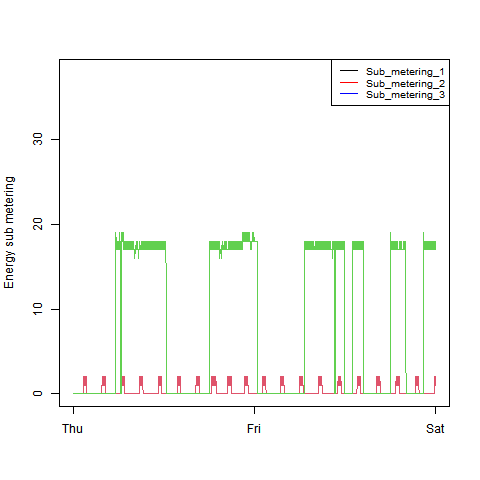 Sub_metering_1
Sub_metering_2
Sub_metering_3
Energy sub metering
30
20
10
0
Thu
Fri
Sat